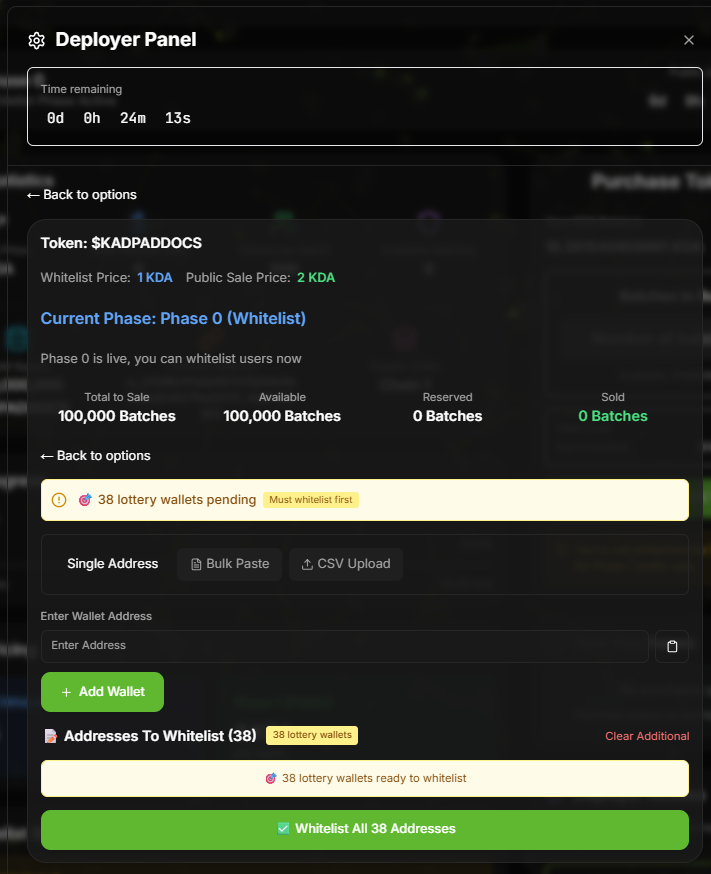 Deployer Panel
Time remaining
0d 0h 24m 13s
← Back to options
Purchase To
Token: $KADPADDOCS
Whitelist Price: 1 KDA Public Sale Price: 2 KDA
Current Phase: Phase 0 (Whitelist)
Phase 0 is live, you can whitelist users now
Total to Sale Available Reserved Sold
100,000 Batches 100,000 Batches 0 Batches 0 Batches
← Back to options
🎯 38 lottery wallets pending Must whitelist first
Single Address Bulk Paste CSV Upload
Enter Wallet Address
Enter Address
+ Add Wallet
📝 Addresses To Whitelist (38) 38 lottery wallets Clear Additional
🎯 38 lottery wallets ready to whitelist
✅ Whitelist All 38 Addresses